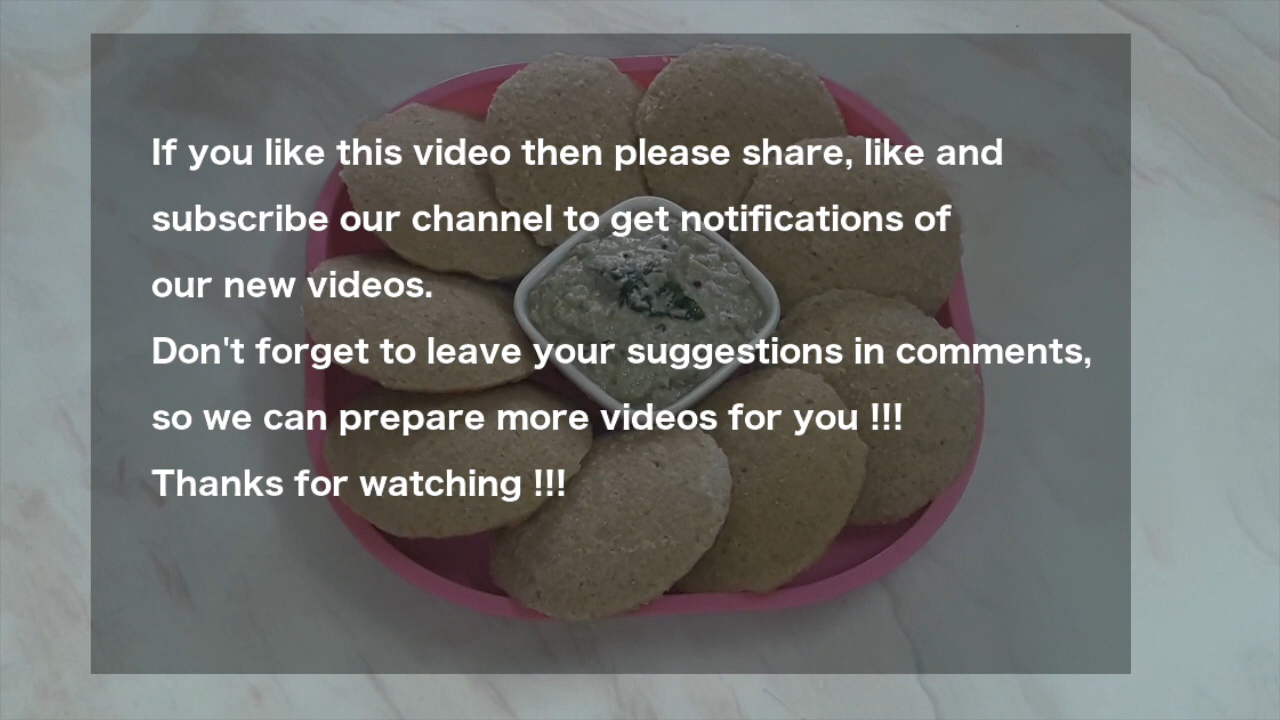 If you like this video then please share, like and
subscribe our channel to get notifications of
our new videos.
Don't forget to leave your suggestions in comments,
so we can prepare more videos for you !!!
Thanks for watching !!!